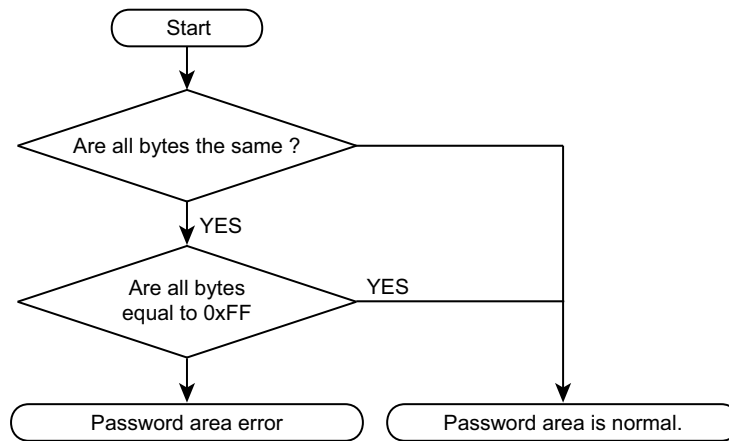 Start
Are all bytes the same ?
YES
Are all bytes
equal to 0xFF
YES
Password area error
Password area is normal.